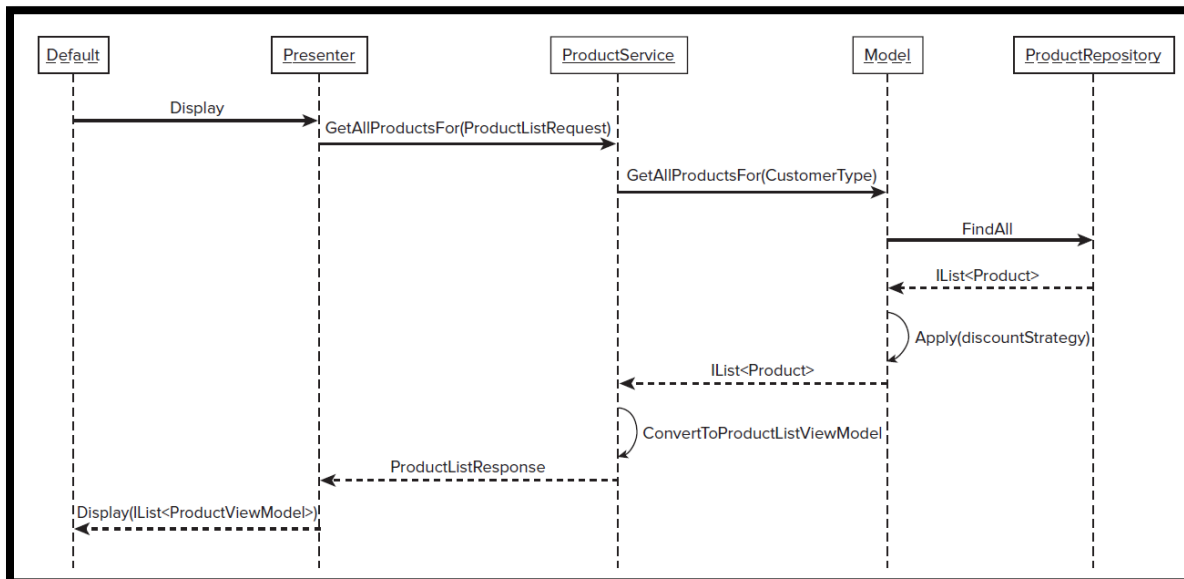 Default
Presenter
ProductService
Model
ProductRepository
Display
GetAllProductsFor(ProductListRequest)
GetAllProductsFor(CustomerType)
FindAll
IList<Product>
Apply(discountStrategy)
IList<Product>
ConvertToProductListViewModel
ProductListResponse
Display(IList<ProductViewModel>)